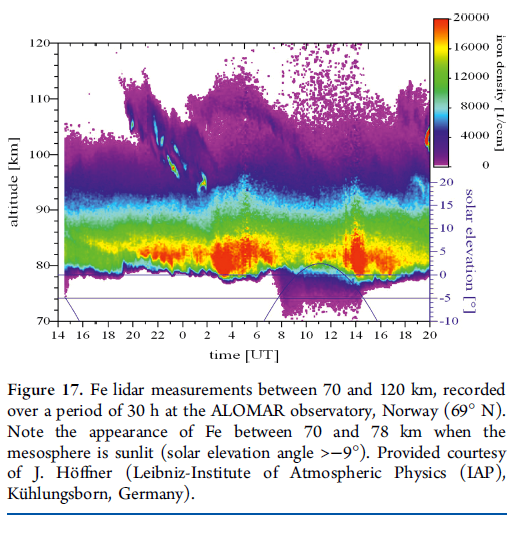 20000
16000
12000
8000
4000
0
iron density [1/ccm]
120
110
100
90
80
70
altitude [km]
20
15
10
5
0
-5
-10
solar elevation [°]
14 16 18 20 22 0 2 4 6 8 10 12 14 16 18 20
time [UT]
Figure 17. Fe lidar measurements between 70 and 120 km, recorded
over a period of 30 h at the ALOMAR observatory, Norway (69° N).
Note the appearance of Fe between 70 and 78 km when the
mesosphere is sunlit (solar elevation angle >−9°). Provided courtesy
of J. Höffner (Leibniz-Institute of Atmospheric Physics (IAP),
Kühlungsborn, Germany).